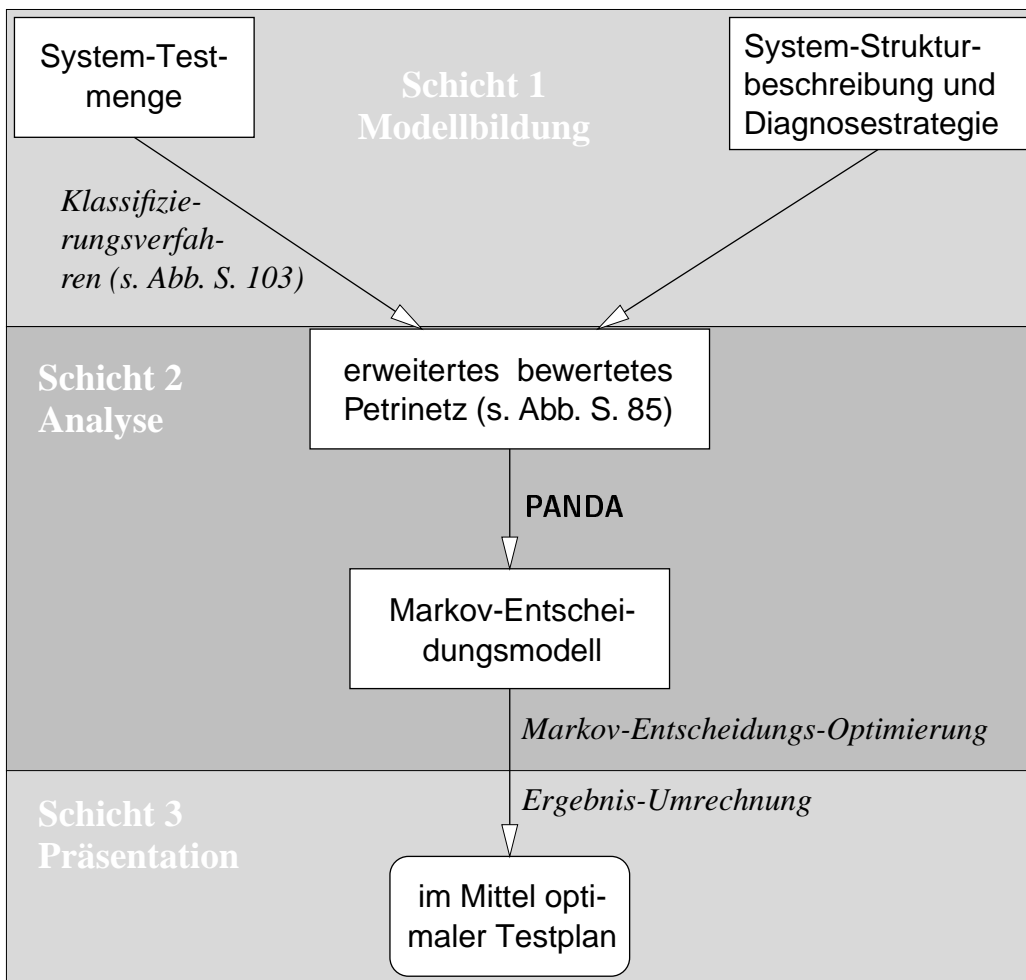 System-Test-
menge
Schicht 1
Modellbildung
System-Struktur-
beschreibung und
Diagnosestrategie
Klassifizie-
rungsverfah-
ren (s. Abb. S. 103)
Schicht 2
Analyse
erweitertes bewertetes
Petrinetz (s. Abb. S. 85)
PANDA
Markov-Entschei-
dungsmodell
Markov-Entscheidungs-Optimierung
Schicht 3
Präsentation
Ergebnis-Umrechnung
im Mittel opti-
maler Testplan